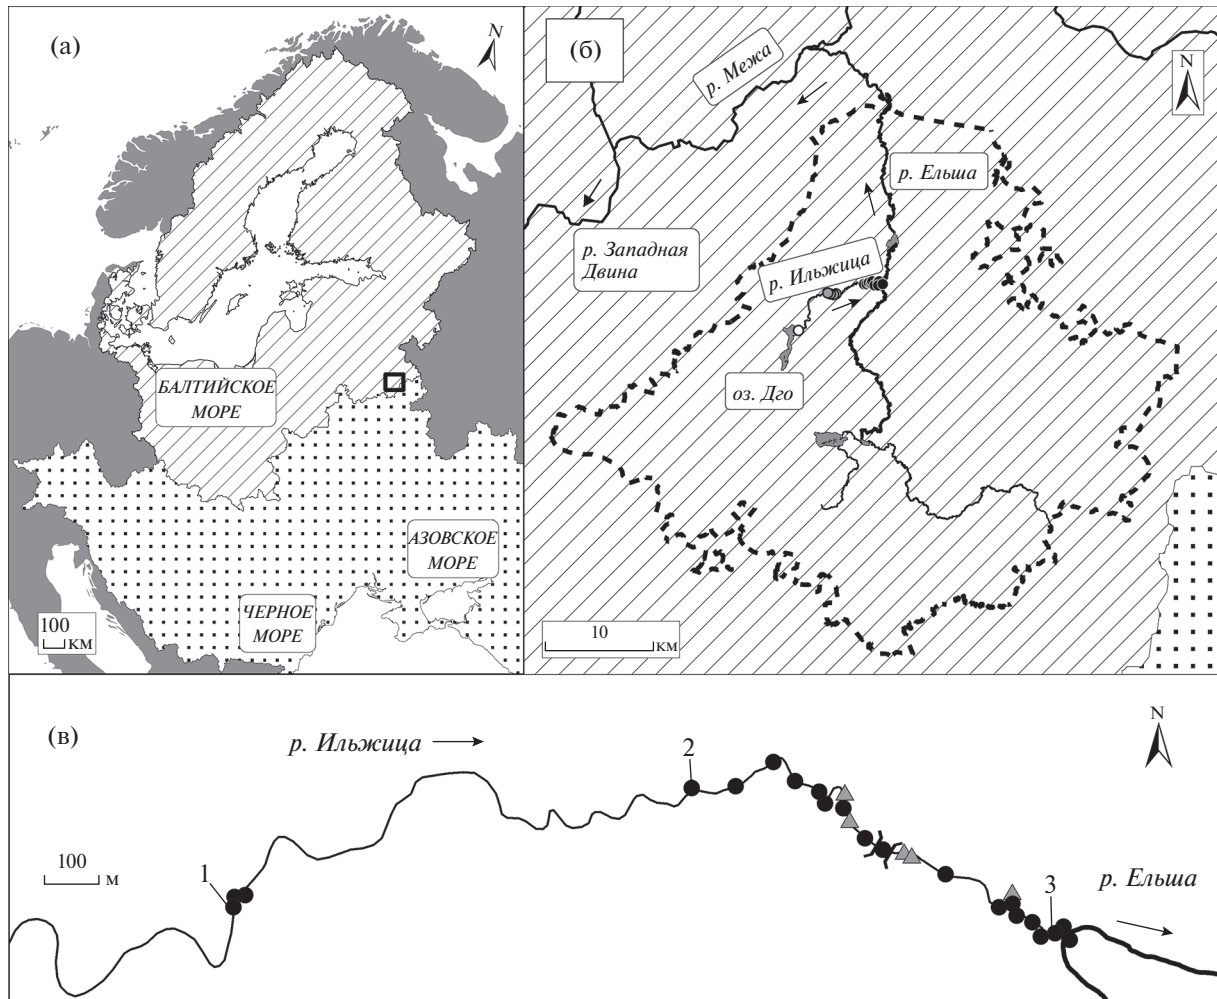 (а)
N
БАЛТИЙСКОЕ
МОРЕ
АЗОВСКОЕ
МОРЕ
ЧЕРНОЕ
МОРЕ
100
КМ
(б)
р. Межа
N
р. Ельша
р. Западная
Двина
р. Ильжица
оз. Дго
10
КМ
(в)
р. Ильжица
N
2
1
100
М
3
р. Ельша